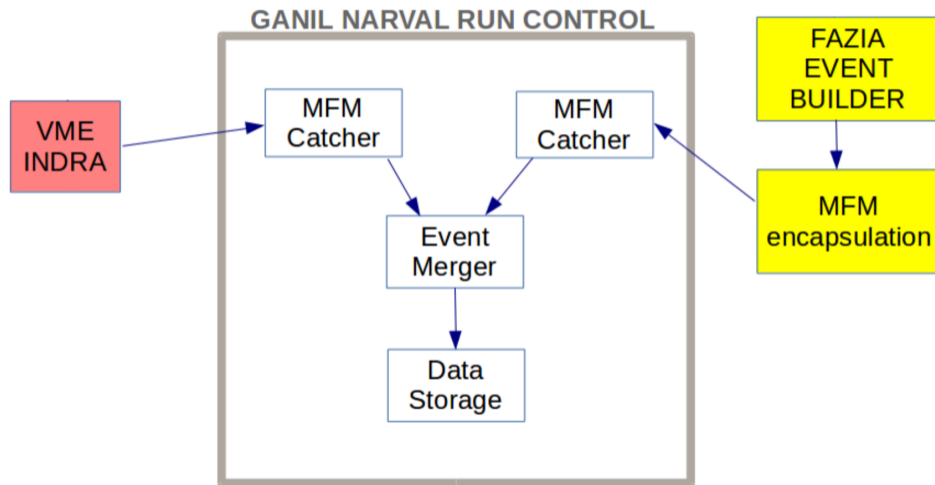 GANIL NARVAL RUN CONTROL
VME
INDRA
MFM
Catcher
MFM
Catcher
FAZIA
EVENT
BUILDER
MFM
encapsulation
Event
Merger
Data
Storage